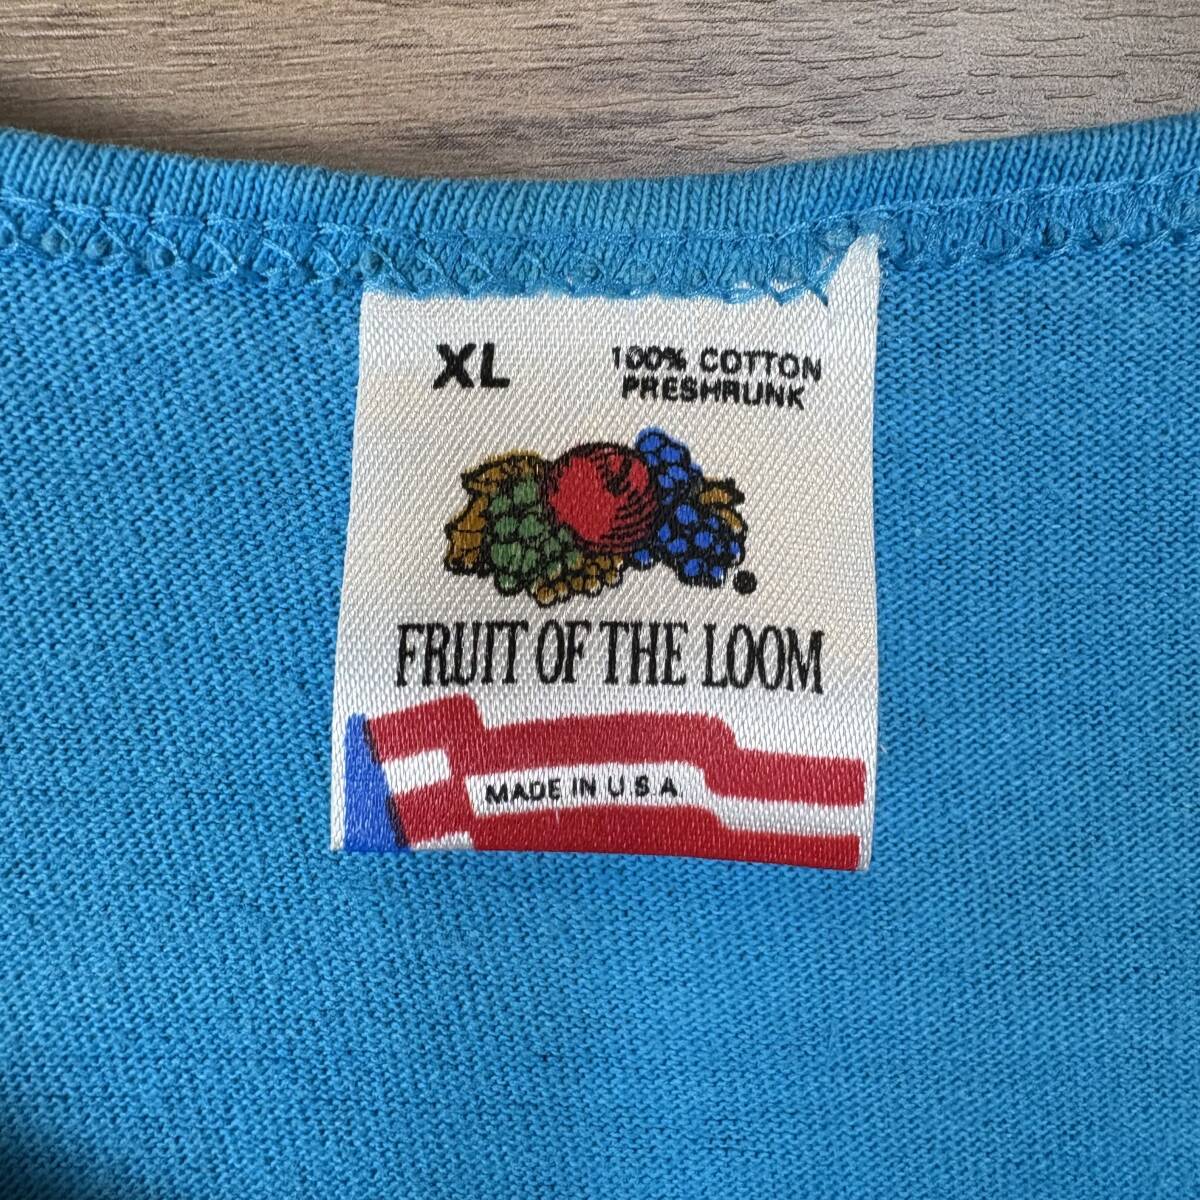 XL
100% COTTON
PRESHRUNK
FRUIT OF THE LOOM
MADE IN U S A